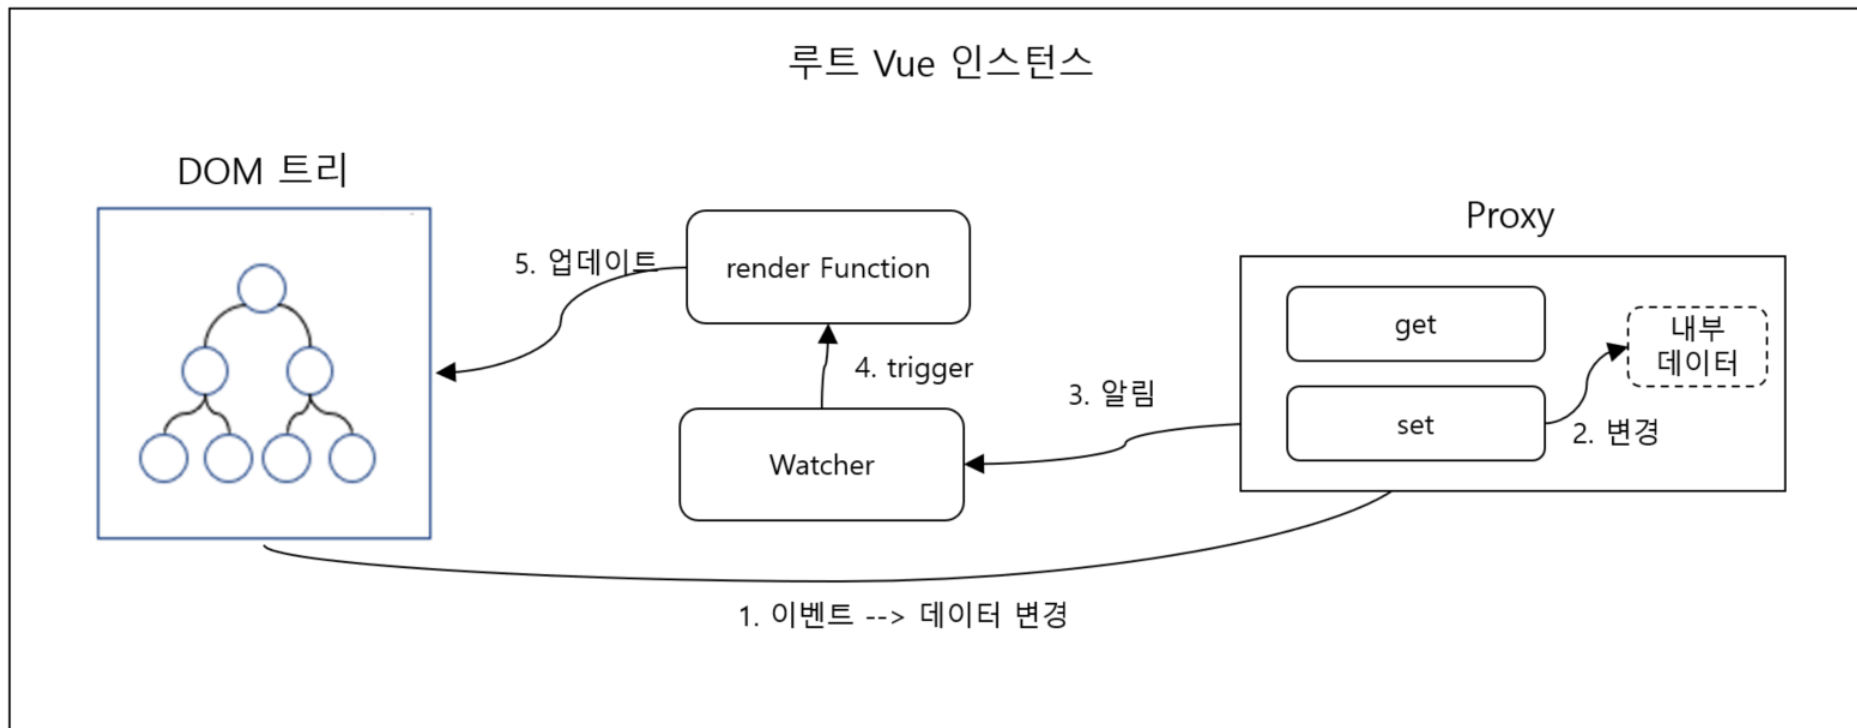 루트 Vue 인스턴스
DOM 트리
Proxy
5. 업데이트
render Function
get
내부
데이터
4. trigger
3. 알림
set
2. 변경
Watcher
1. 이벤트 --> 데이터 변경